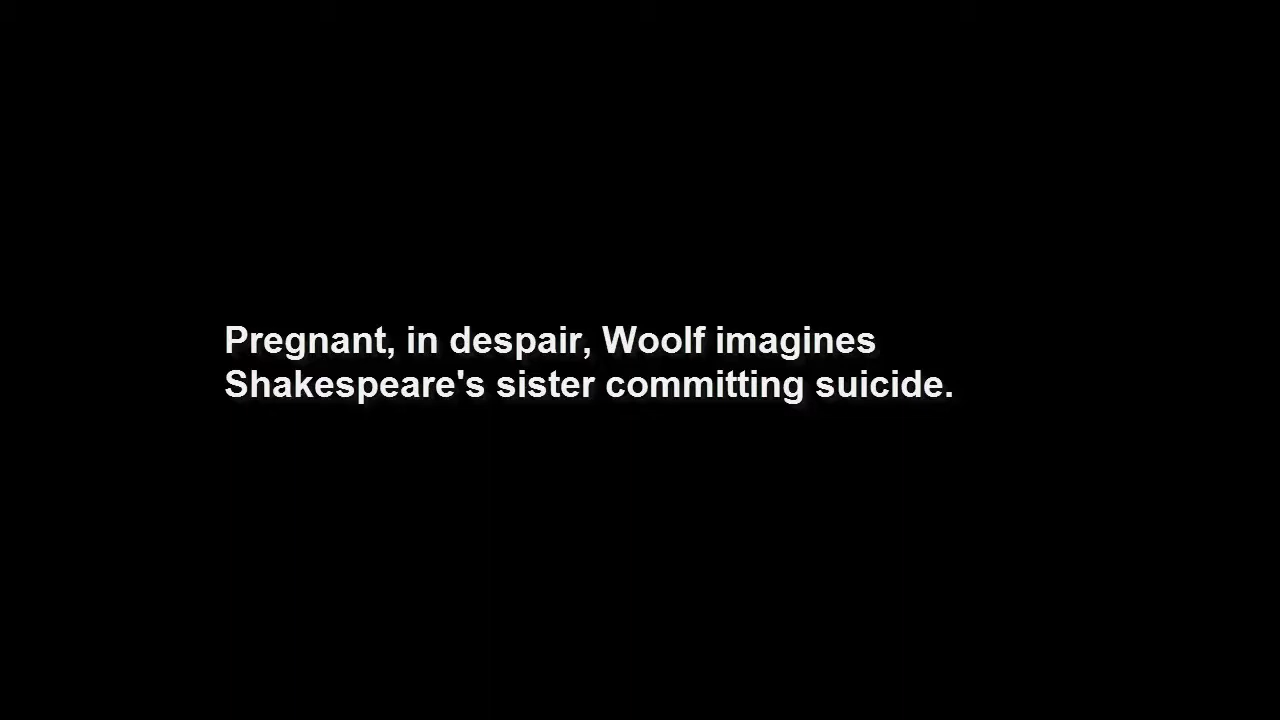 Pregnant, in despair, Woolf imagines
Shakespeare's sister committing suicide.